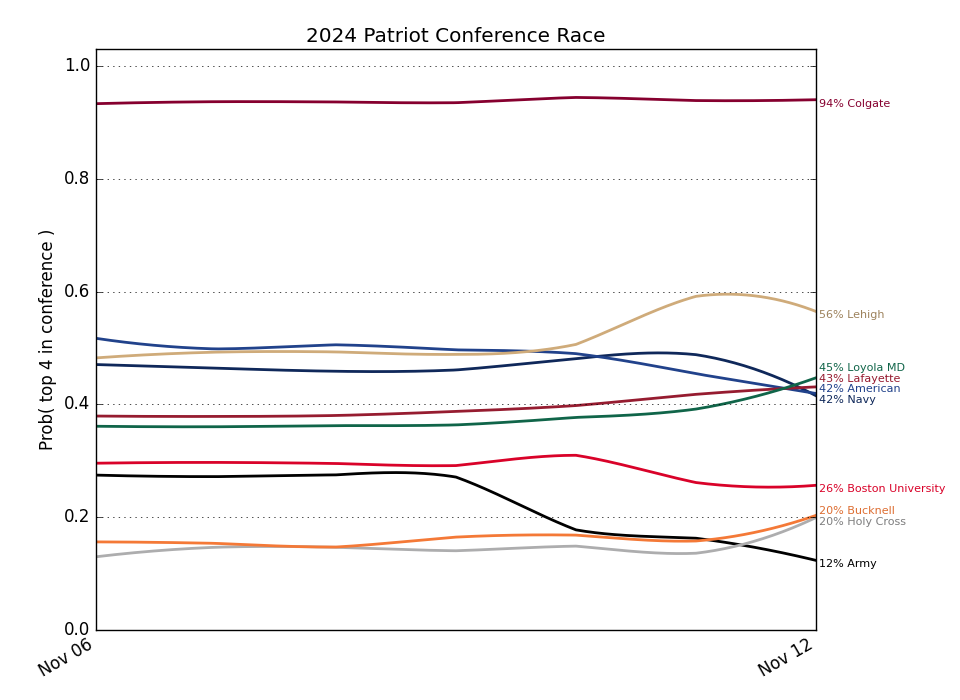 2024 Patriot Conference Race
Prob( top 4 in conference )
1.0
0.8
0.6
0.4
0.2
0.0
Nov 06
Nov 12
94% Colgate
56% Lehigh
45% Loyola MD
43% Lafayette
42% American
42% Navy
26% Boston University
20% Bucknell
20% Holy Cross
12% Army